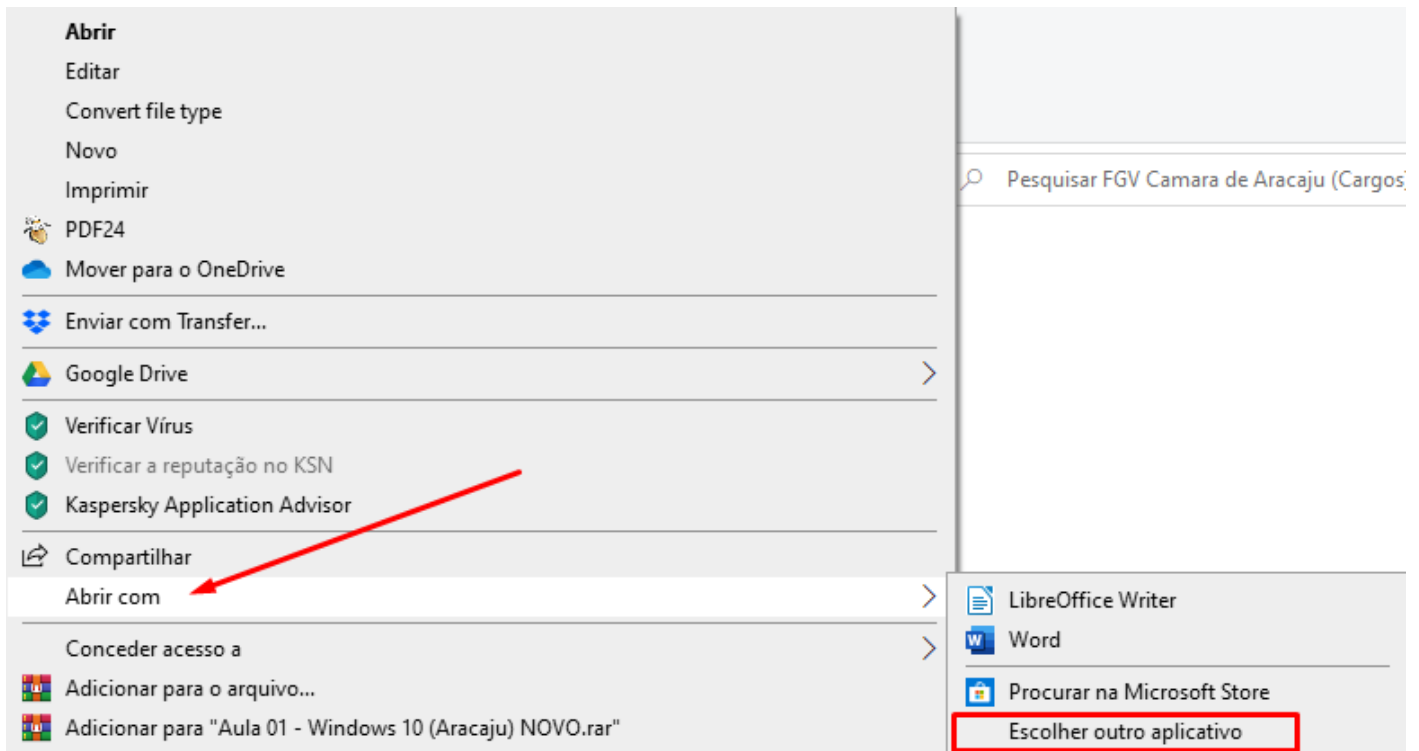 Abrir
Editar
Convert file type
Novo
Imprimir
PDF24
Mover para o OneDrive
Enviar com Transfer...
Google Drive
Verificar Vírus
Verificar a reputação no KSN
Kaspersky Application Advisor
Compartilhar
Abrir com
Conceder acesso a
Adicionar para o arquivo...
Adicionar para "Aula 01 - Windows 10 (Aracaju) NOVO.rar"
Pesquisar FGV Camara de Aracaju (Cargos)
LibreOffice Writer
Word
Procurar na Microsoft Store
Escolher outro aplicativo